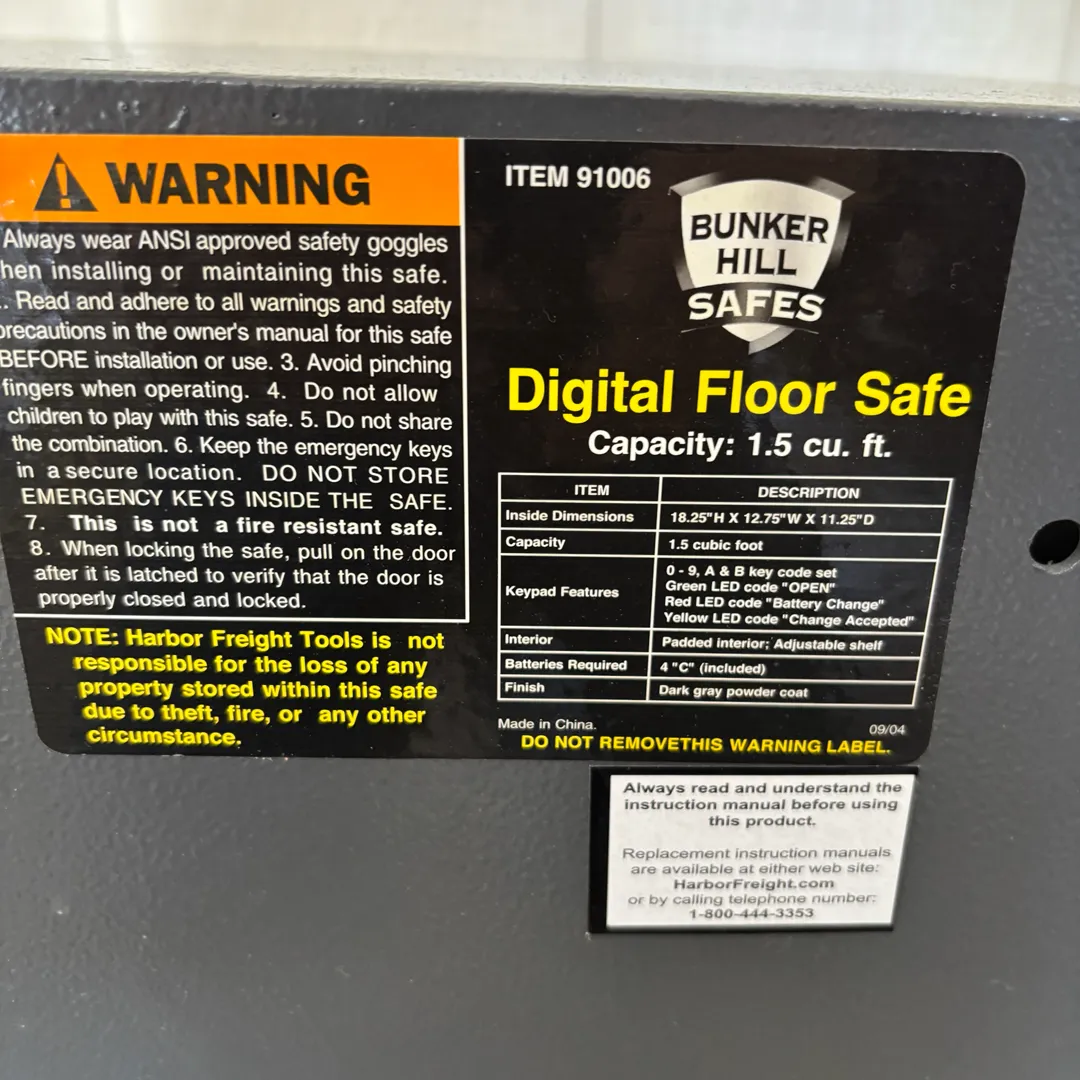 WARNING
Always wear ANSI approved safety goggles
hen installing or maintaining this safe.
. Read and adhere to all warnings and safety
precautions in the owner's manual for this safe
BEFORE installation or use. 3. Avoid pinching
fingers when operating. 4. Do not allow
children to play with this safe. 5. Do not share
the combination. 6. Keep the emergency keys
in a secure location. DO NOT STORE
EMERGENCY KEYS INSIDE THE SAFE.
7. This is not a fire resistant safe.
8. When locking the safe, pull on the door
after it is latched to verify that the door is
properly closed and locked.
NOTE: Harbor Freight Tools is not
responsible for the loss of any
property stored within this safe
due to theft, fire, or any other
circumstance.
ITEM 91006
BUNKER
HILL
SAFES
Digital Floor Safe
Capacity: 1.5 cu. ft.
ITEM DESCRIPTION
Inside Dimensions 18.25"H X 12.75"W X 11.25"D
Capacity 1.5 cubic foot
Keypad Features 0 - 9, A & B key code set
Green LED code "OPEN"
Red LED code "Battery Change"
Yellow LED code "Change Accepted"
Interior Padded interior; Adjustable shelf
Batteries Required 4 "C" (included)
Finish Dark gray powder coat
Made in China. 09/04
DO NOT REMOVETHIS WARNING LABEL.
Always read and understand the
instruction manual before using
this product.
Replacement instruction manuals
are available at either web site:
HarborFreight.com
or by calling telephone number:
1-800-444-3353